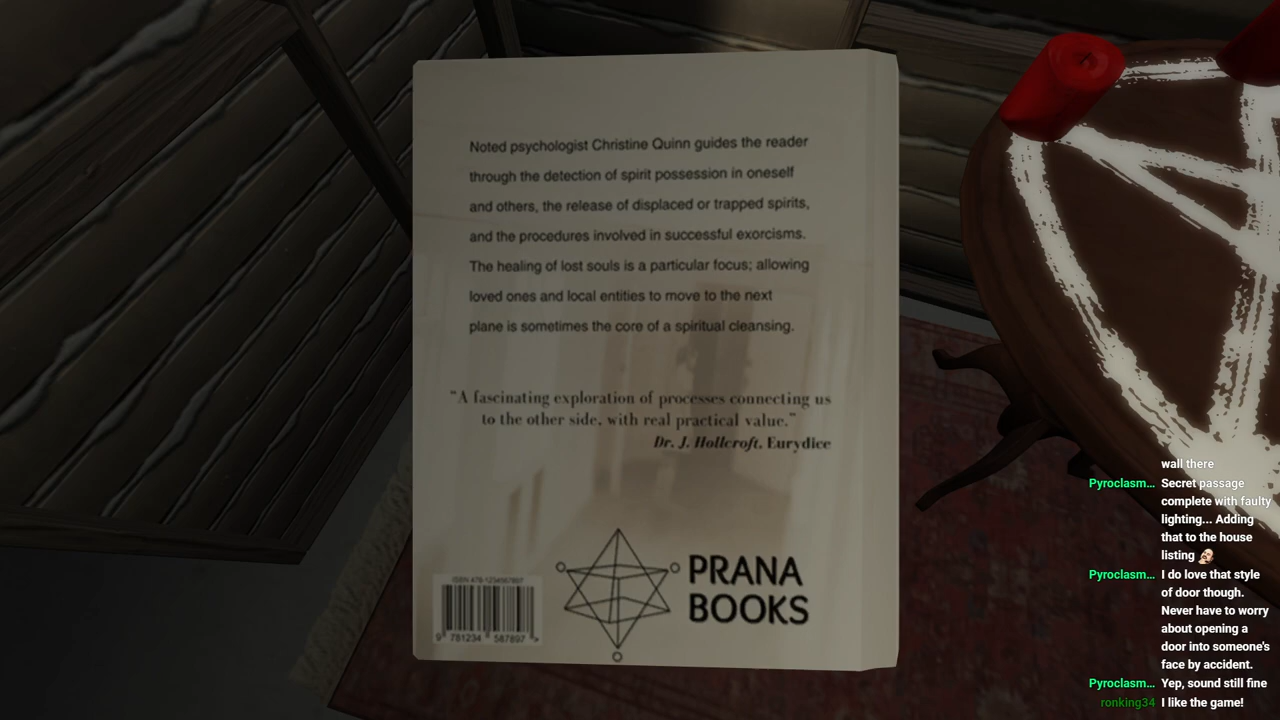 Noted psychologist Christine Quinn guides the reader
through the detection of spirit possession in oneself
and others, the release of displaced or trapped spirits,
and the procedures involved in successful exorcisms.
The healing of lost souls is a particular focus; allowing
loved ones and local entities to move to the next
plane is sometimes the core of a spiritual cleansing.
"A fascinating exploration of processes connecting us
to the other side, with real practical value."
Dr. J. Hollcroft, Eurydice
PRANA
BOOKS
9 781234 587897 >
wall there
Pyroclasm... Secret passage
complete with faulty
lighting... Adding
that to the house
listing
Pyroclasm... I do love that style
of door though.
Never have to worry
about opening a
door into someone's
face by accident.
Pyroclasm... Yep, sound still fine
ronking34 I like the game!